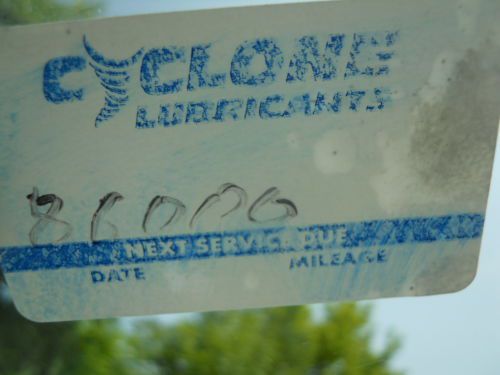 CYCLONE
LUBRICANTS
86000
NEXT SERVICE DUE
DATE MILEAGE